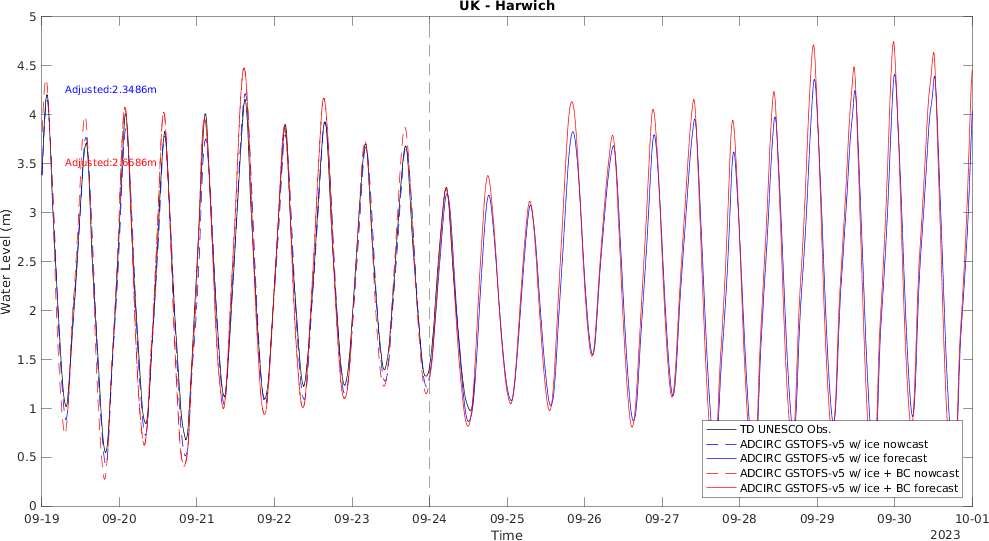 UK - Harwich
5
4.5
4
3.5
3
2.5
2
1.5
1
0.5
0
Water Level (m)
Adjusted:2.3486m
Adjusted:2.6686m
TD UNESCO Obs.
ADCIRC GSTOFS-v5 w/ ice nowcast
ADCIRC GSTOFS-v5 w/ ice forecast
ADCIRC GSTOFS-v5 w/ ice + BC nowcast
ADCIRC GSTOFS-v5 w/ ice + BC forecast
09-19 09-20 09-21 09-22 09-23 09-24 09-25 09-26 09-27 09-28 09-29 09-30 10-01
Time
2023